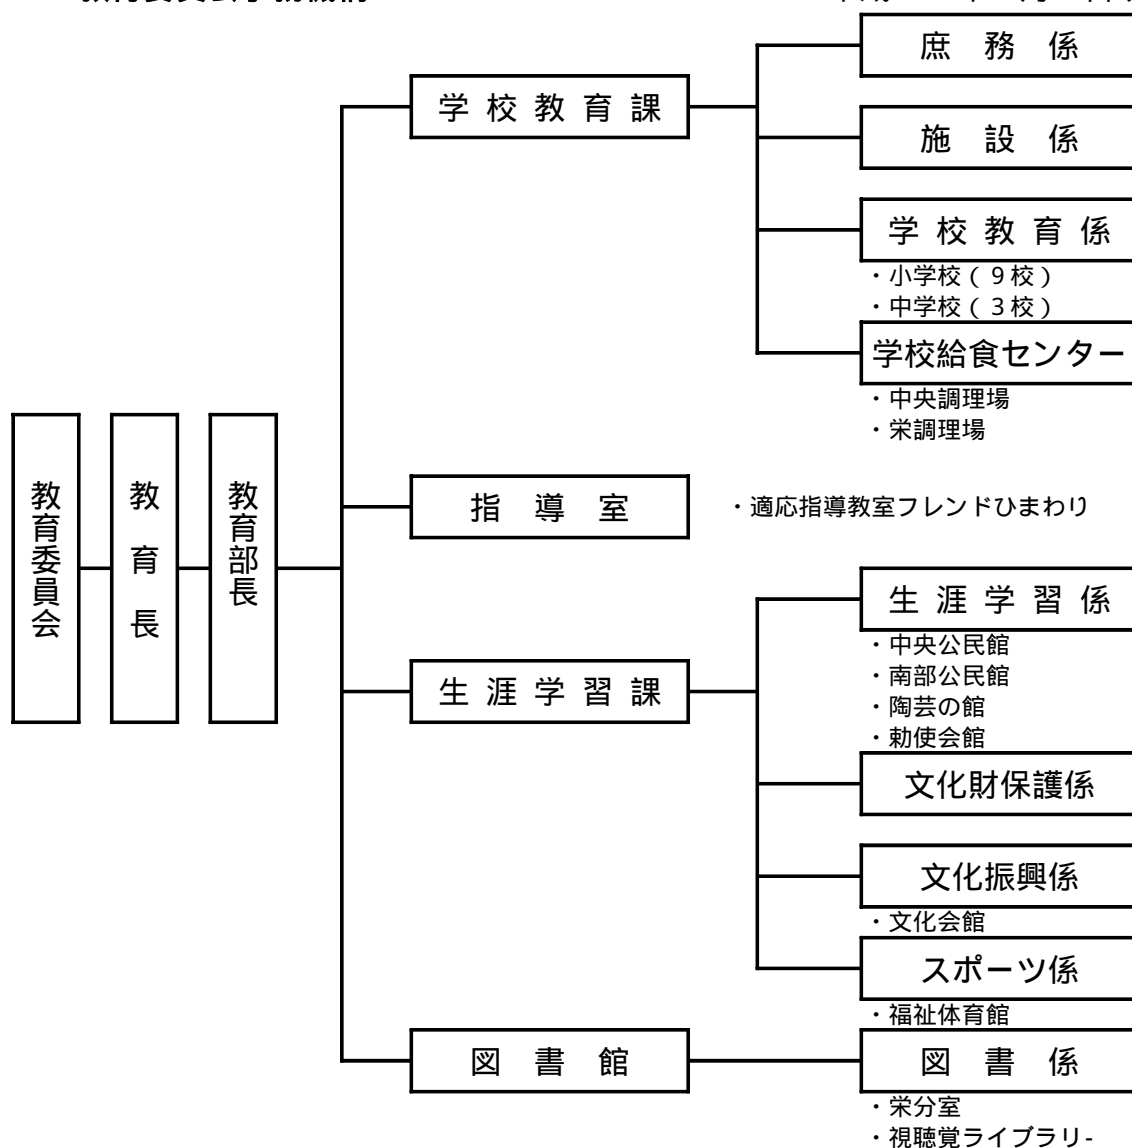 教育委員会
教育長
教育部長
学校教育課
庶務係
施設係
学校教育係
・小学校(9校)
・中学校(3校)
学校給食センター
・中央調理場
・栄調理場
指導室
・適応指導教室フレンドひまわり
生涯学習課
生涯学習係
・中央公民館
・南部公民館
・陶芸の館
・勅使会館
文化財保護係
文化振興係
・文化会館
スポーツ係
・福祉体育館
図書館
図書係
・栄分室
・視聴覚ライブラリ-